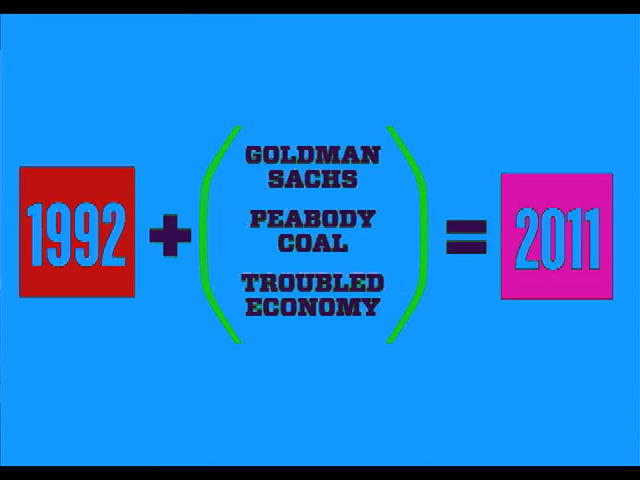 1992 + ( GOLDMAN
SACHS
PEABODY
COAL
TROUBLED
ECONOMY ) = 2011